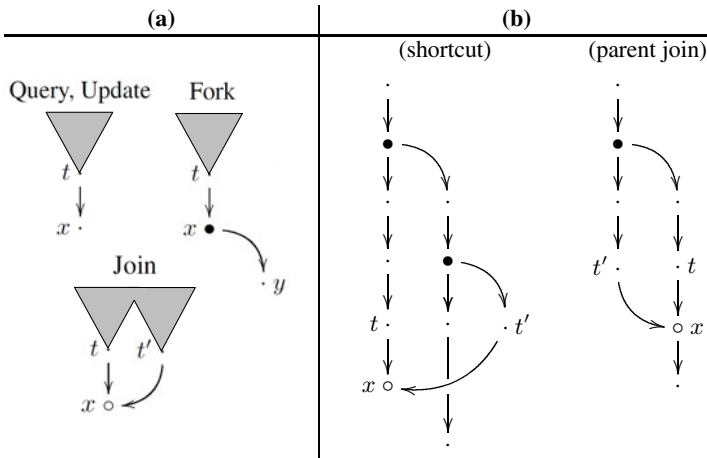 (a)
(b)
(shortcut)
(parent join)
Query, Update
Fork
t
t
x
x
y
Join
t
t′
x
t
t′
x
t′
t
x